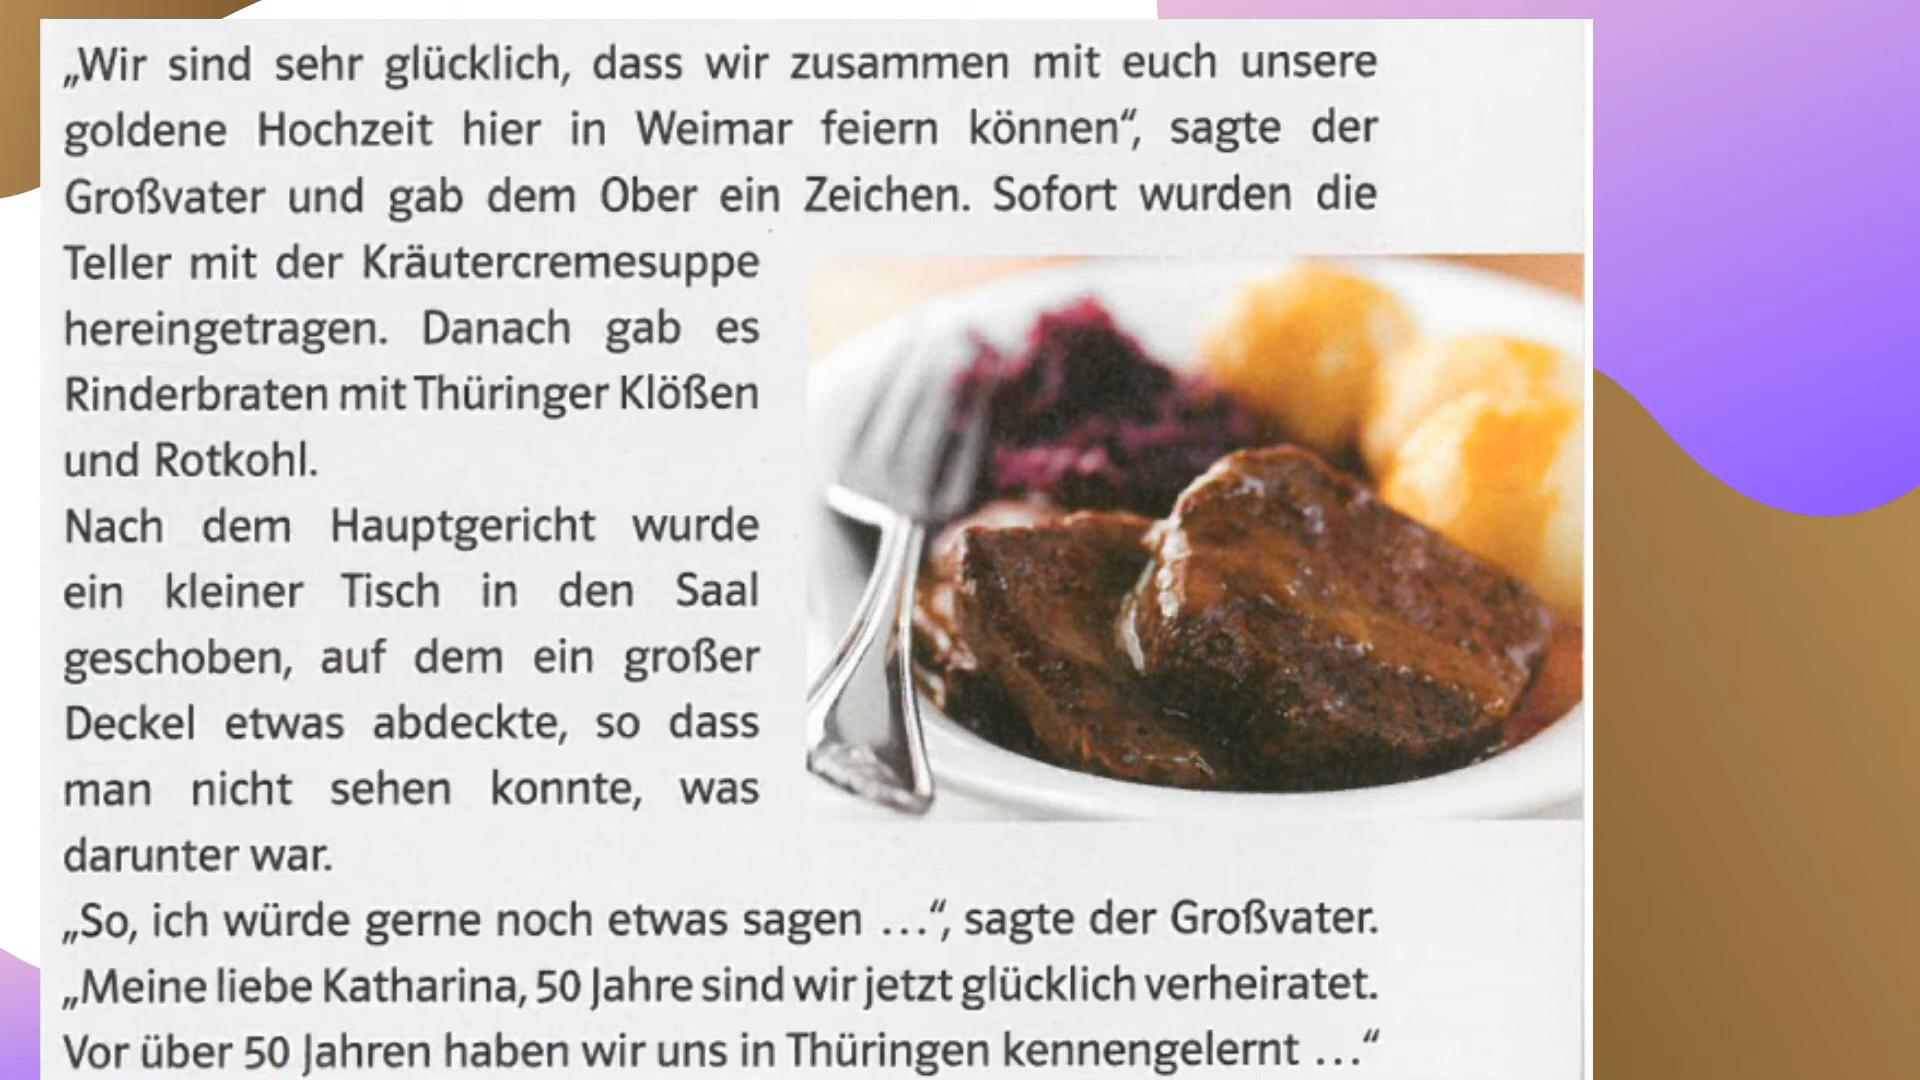 „Wir sind sehr glücklich, dass wir zusammen mit euch unsere
goldene Hochzeit hier in Weimar feiern können“, sagte der
Großvater und gab dem Ober ein Zeichen. Sofort wurden die
Teller mit der Kräutercremesuppe
hereingetragen. Danach gab es
Rinderbraten mit Thüringer Klößen
und Rotkohl.
Nach dem Hauptgericht wurde
ein kleiner Tisch in den Saal
geschoben, auf dem ein großer
Deckel etwas abdeckte, so dass
man nicht sehen konnte, was
darunter war.
„So, ich würde gerne noch etwas sagen …“, sagte der Großvater.
„Meine liebe Katharina, 50 Jahre sind wir jetzt glücklich verheiratet.
Vor über 50 Jahren haben wir uns in Thüringen kennengelernt …“